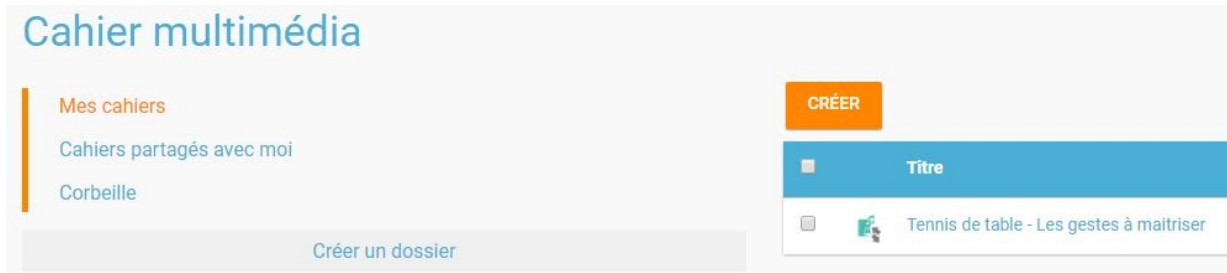 Cahier multimédia
Mes cahiers
Cahiers partagés avec moi
Corbeille
Créer un dossier
CRÉER
Titre
Tennis de table - Les gestes à maitriser